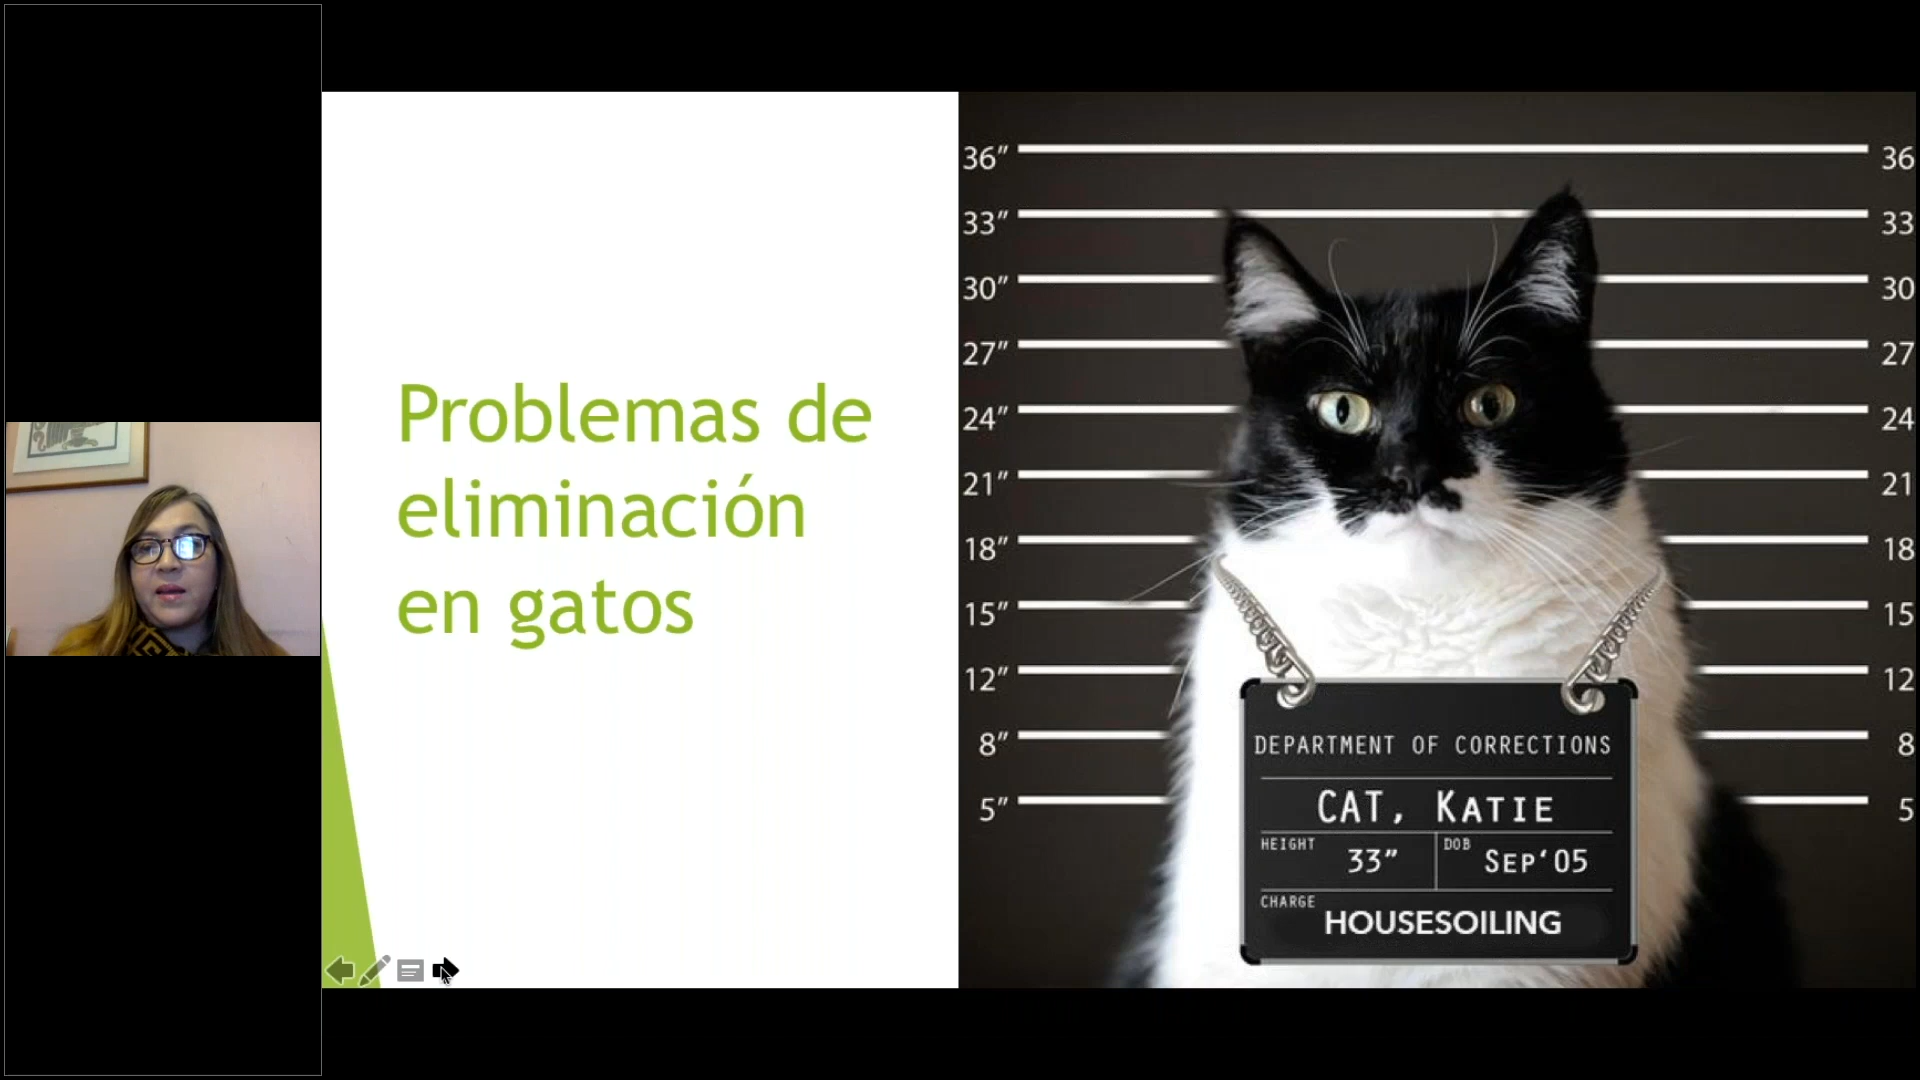 Problemas de
eliminación
en gatos
36” 36
33” 33
30” 30
27” 27
24” 24
21” 21
18” 18
15” 15
12” 12
8” 8
5” 5
DEPARTMENT OF CORRECTIONS
CAT, KATIE
HEIGHT 33” DOB SEP‘05
CHARGE HOUSESOILING